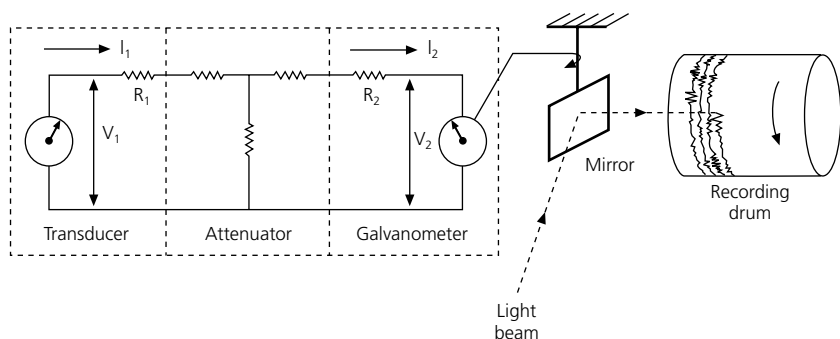 I1
I2
R1
R2
V1
V2
Transducer
Attenuator
Galvanometer
Mirror
Recording
drum
Light
beam